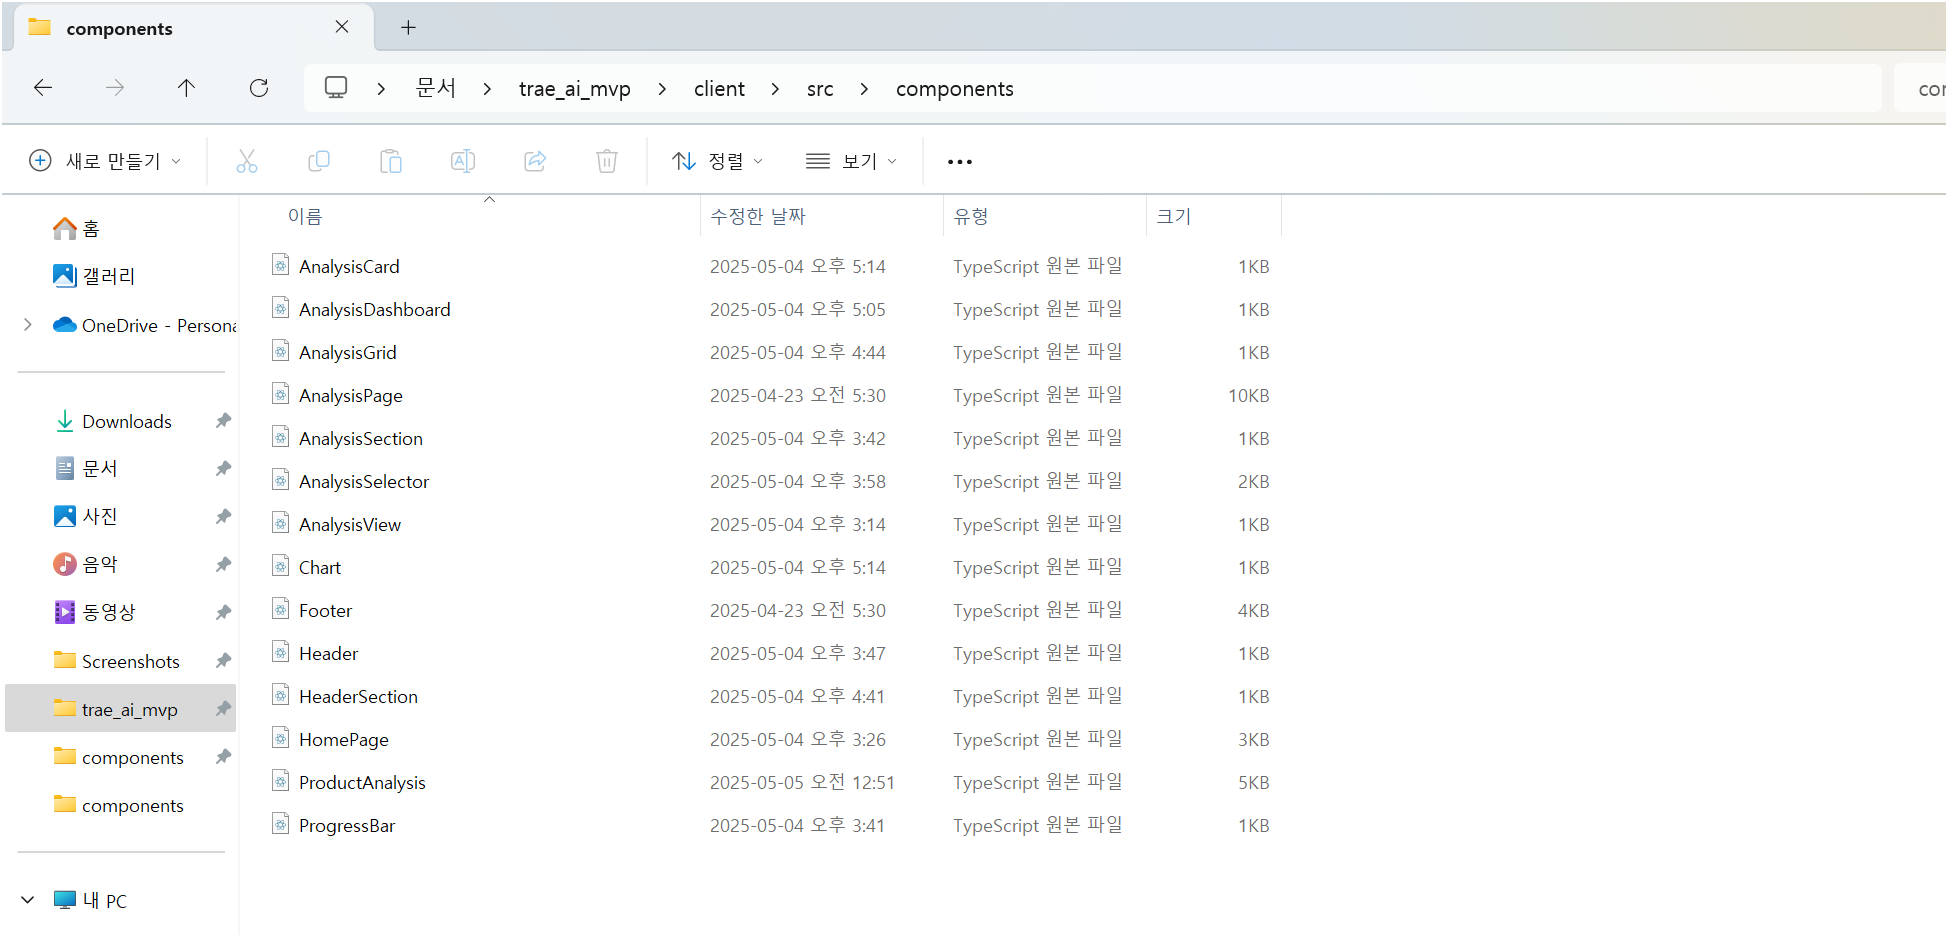 components
문서 > trae_ai_mvp > client > src > components
새로 만들기
정렬
보기
이름 수정한 날짜 유형 크기
홈
갤러리
OneDrive - Persona
Downloads
문서
사진
음악
동영상
Screenshots
trae_ai_mvp
components
components
내 PC
AnalysisCard 2025-05-04 오후 5:14 TypeScript 원본 파일 1KB
AnalysisDashboard 2025-05-04 오후 5:05 TypeScript 원본 파일 1KB
AnalysisGrid 2025-05-04 오후 4:44 TypeScript 원본 파일 1KB
AnalysisPage 2025-04-23 오전 5:30 TypeScript 원본 파일 10KB
AnalysisSection 2025-05-04 오후 3:42 TypeScript 원본 파일 1KB
AnalysisSelector 2025-05-04 오후 3:58 TypeScript 원본 파일 2KB
AnalysisView 2025-05-04 오후 3:14 TypeScript 원본 파일 1KB
Chart 2025-05-04 오후 5:14 TypeScript 원본 파일 1KB
Footer 2025-04-23 오전 5:30 TypeScript 원본 파일 4KB
Header 2025-05-04 오후 3:47 TypeScript 원본 파일 1KB
HeaderSection 2025-05-04 오후 4:41 TypeScript 원본 파일 1KB
HomePage 2025-05-04 오후 3:26 TypeScript 원본 파일 3KB
ProductAnalysis 2025-05-05 오전 12:51 TypeScript 원본 파일 5KB
ProgressBar 2025-05-04 오후 3:41 TypeScript 원본 파일 1KB